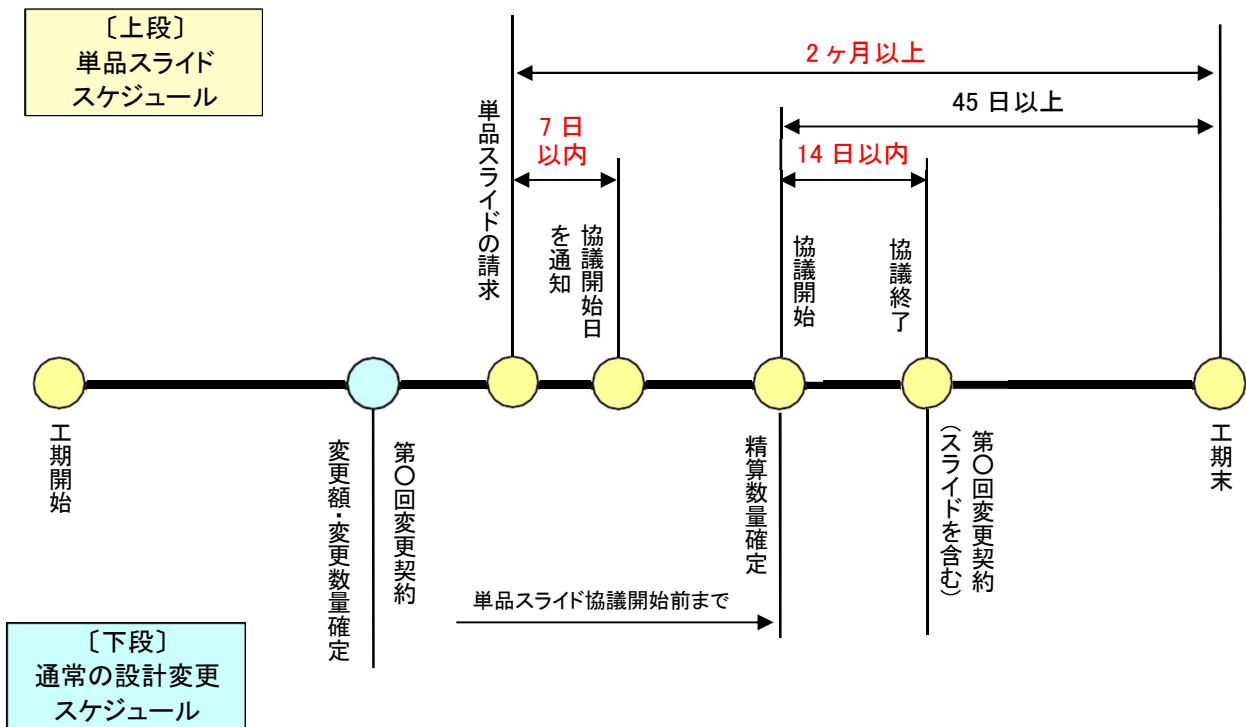 〔上段〕
単品スライド
スケジュール
2ヶ月以上
45日以上
7日
以内
14日以内
単品スライドの請求
協議開始日
を通知
協議開始
協議終了
工期開始
第〇回変更契約
変更額・変更数量確定
精算数量確定
第〇回変更契約
（スライドを含む）
工期末
単品スライド協議開始前まで
〔下段〕
通常の設計変更
スケジュール